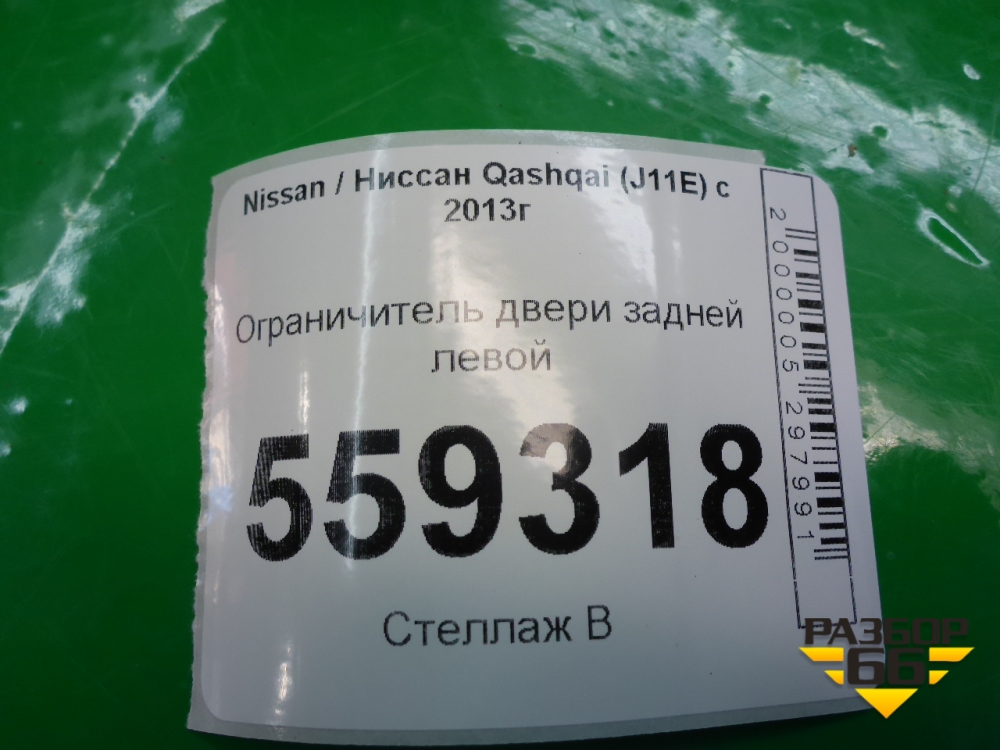 Nissan / Ниссан Qashqai (J11E) с
2013г
Ограничитель двери задней
левой
559318
Стеллаж В
2000005297991
РАЗБОР
66